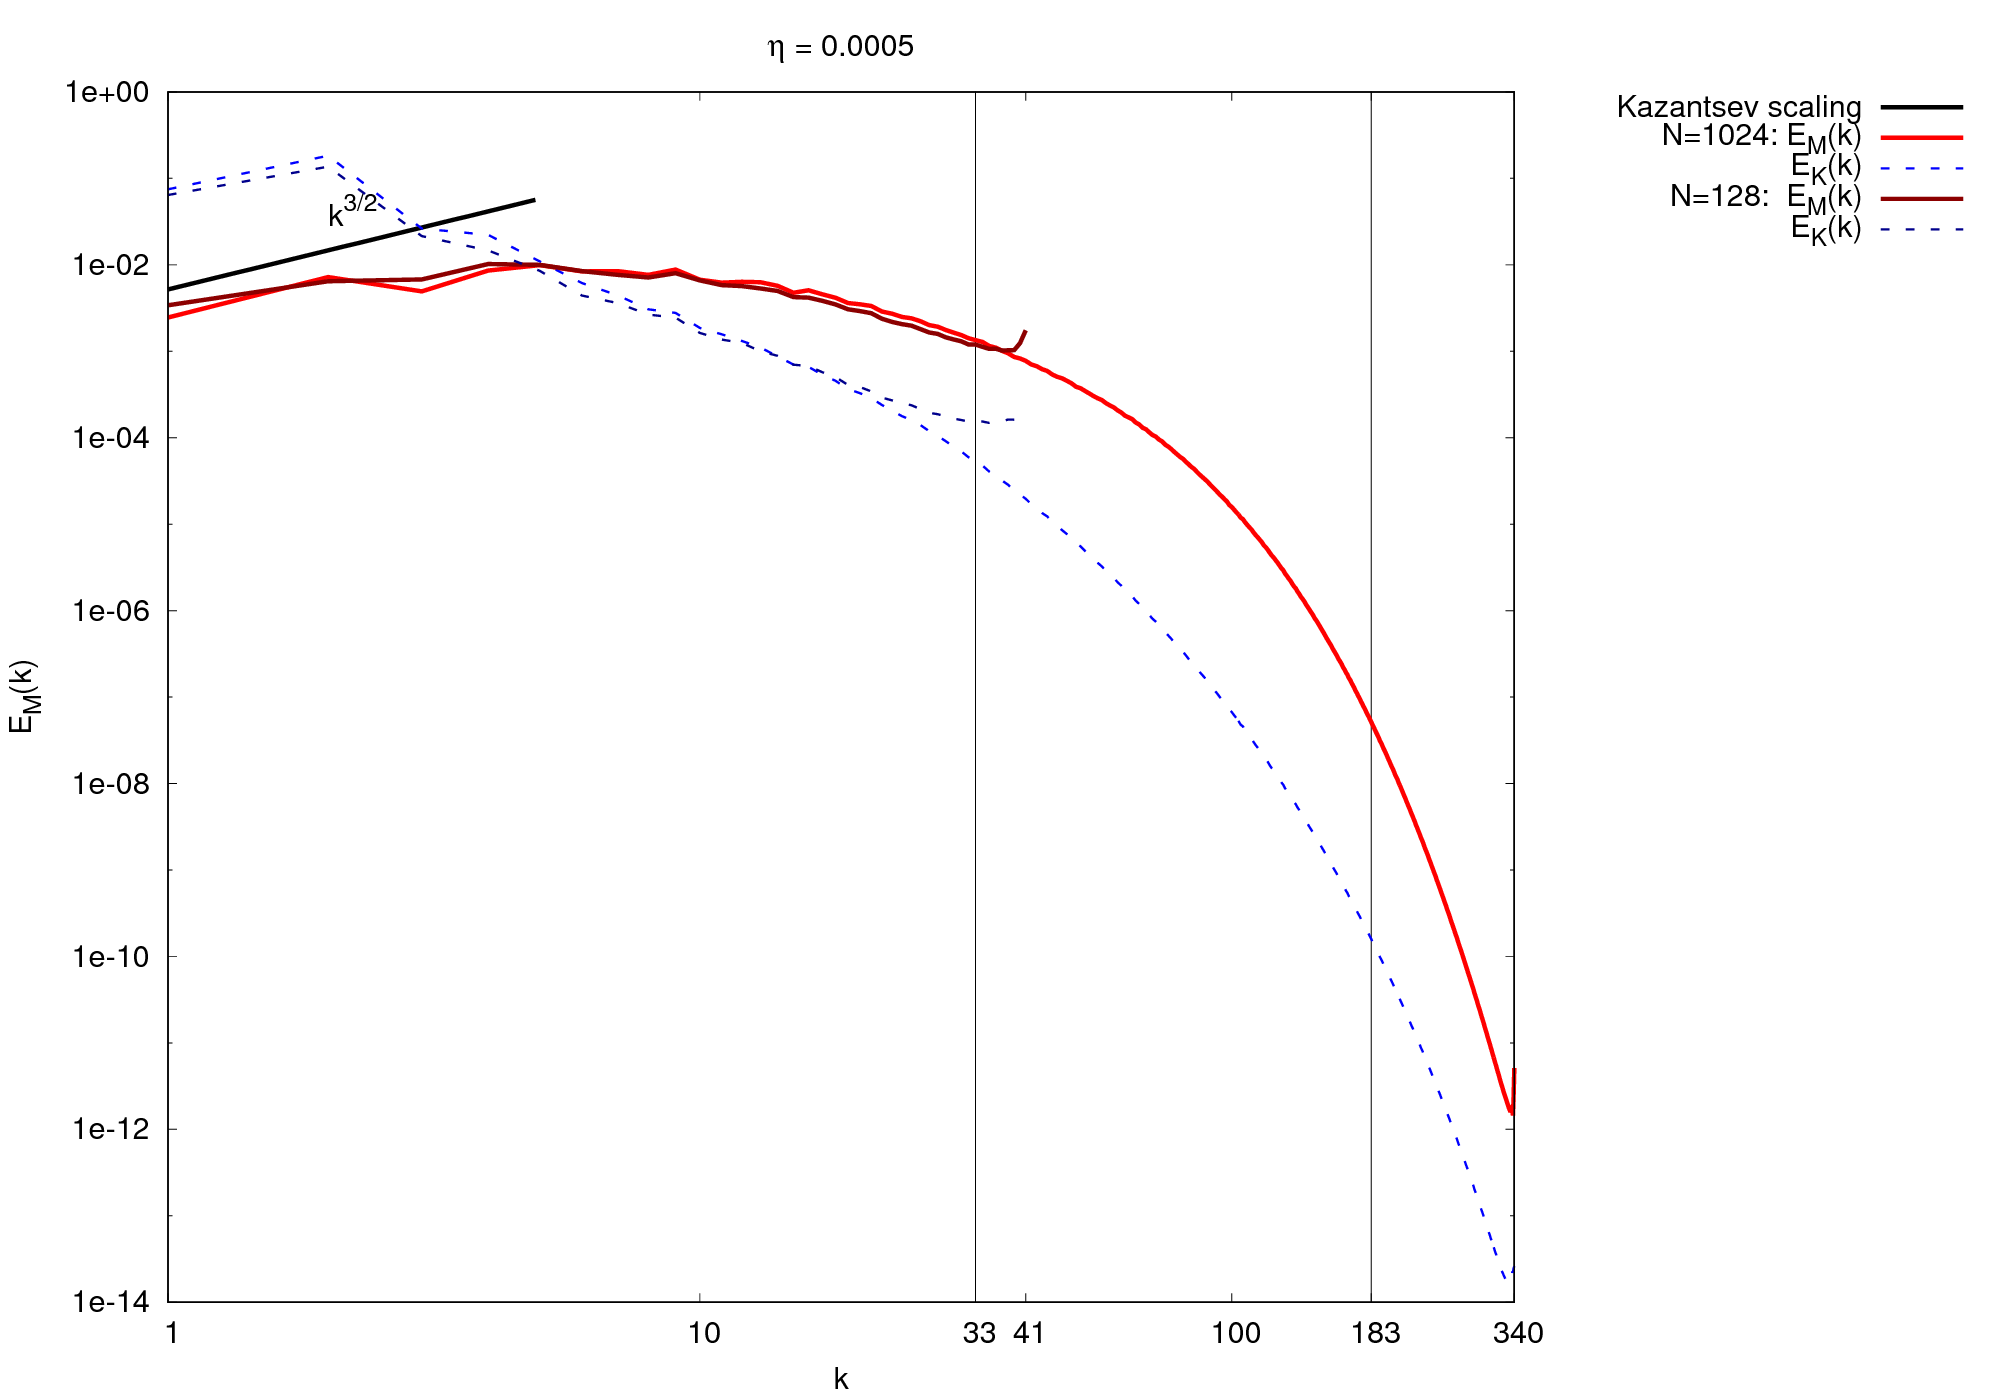 η = 0.0005
1e+00
1e-02
1e-04
1e-06
1e-08
1e-10
1e-12
1e-14
E_M(k)
k^3/2
Kazantsev scaling
N=1024: E_M(k)
E_K(k)
N=128: E_M(k)
E_K(k)
1 10 33 41 100 183 340
k